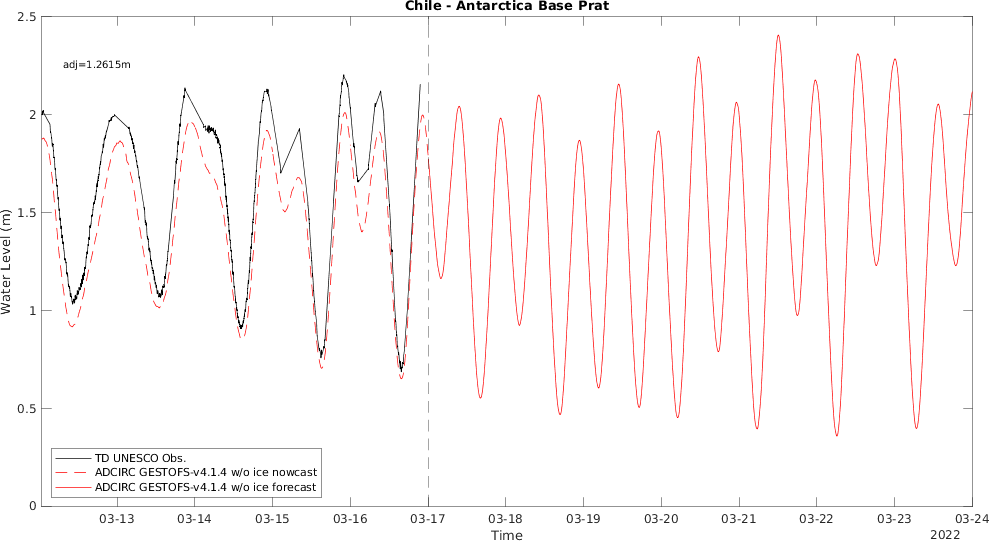 Chile - Antarctica Base Prat
adj=1.2615m
2.5
2
1.5
1
0.5
0
Water Level (m)
TD UNESCO Obs.
ADCIRC GESTOFS-v4.1.4 w/o ice nowcast
ADCIRC GESTOFS-v4.1.4 w/o ice forecast
03-13 03-14 03-15 03-16 03-17 03-18 03-19 03-20 03-21 03-22 03-23 03-24
Time
2022